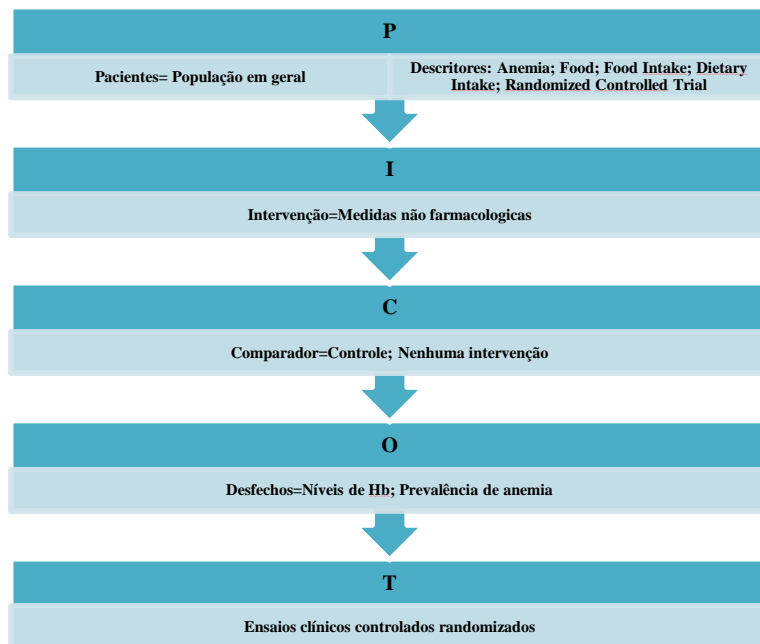 P
Pacientes= População em geral
Descritores: Anemia; Food; Food Intake; Dietary
Intake; Randomized Controlled Trial
I
Intervenção=Medidas não farmacologicas
C
Comparador=Controle; Nenhuma intervenção
O
Desfechos=Níveis de Hb; Prevalência de anemia
T
Ensaios clínicos controlados randomizados